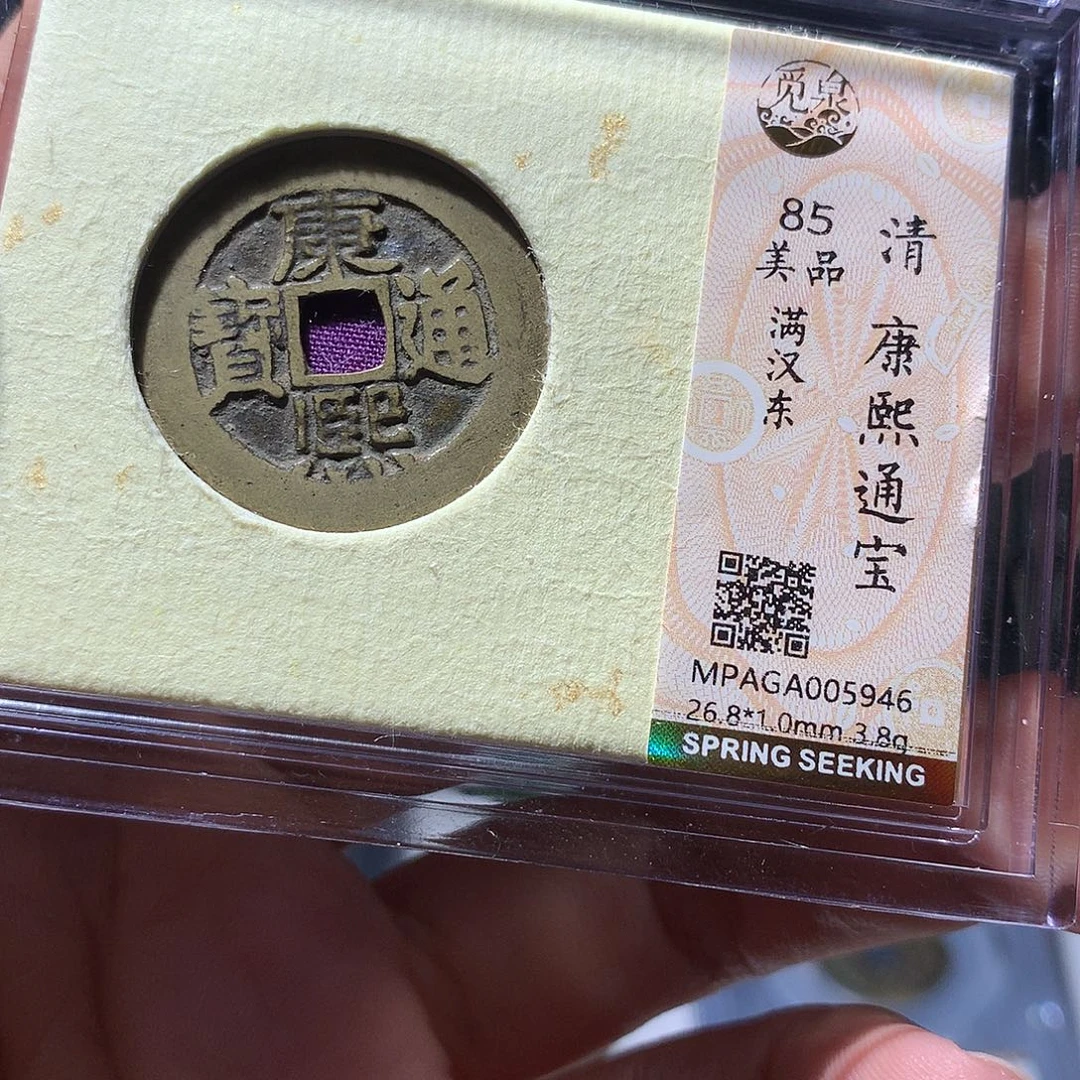 康熙通寶
覓泉
85
美品
满汉东
清康熙通宝
MPAGA005946
26.8*1.0mm 3.8g
SPRING SEEKING